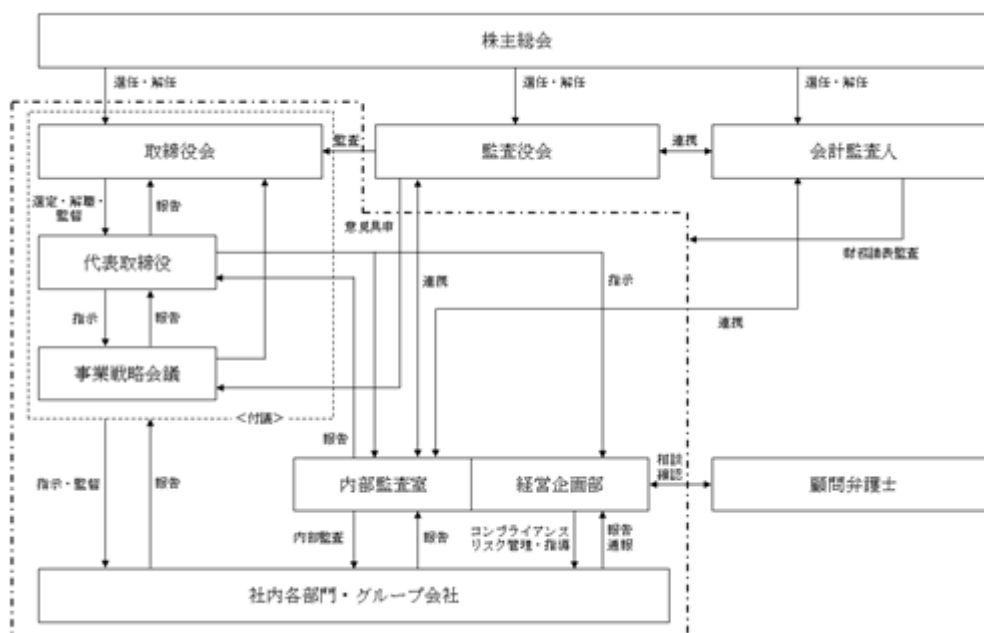 株主総会
選任・解任
選任・解任
選任・解任
取締役会
監査
監査役会
連携
会計監査人
選定・解職・
監督
報告
意見具申
財務諸表監査
代表取締役
連携
指示
連携
指示
報告
事業戦略会議
<付議>
報告
指示・監督
報告
内部監査室
経営企画部
相談
確認
顧問弁護士
内部監査
報告
コンプライアンス
リスク管理・指導
報告
通報
社内各部門・グループ会社